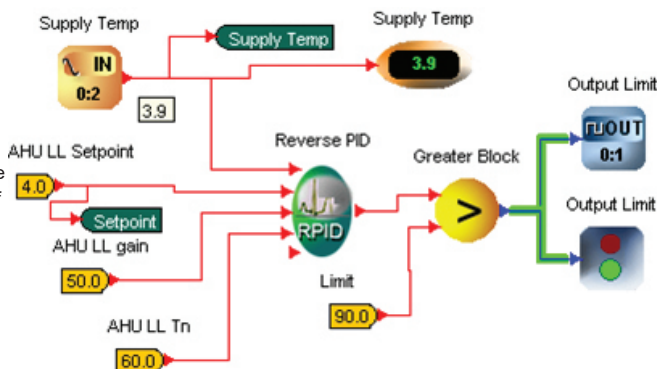 Supply Temp
IN
0:2
3.9
Supply Temp
Supply Temp
3.9
AHU LL Setpoint
4.0
Setpoint
AHU LL gain
50.0
AHU LL Tn
60.0
Reverse PID
RPID
Limit
90.0
Greater Block
>
Output Limit
OUT
0:1
Output Limit